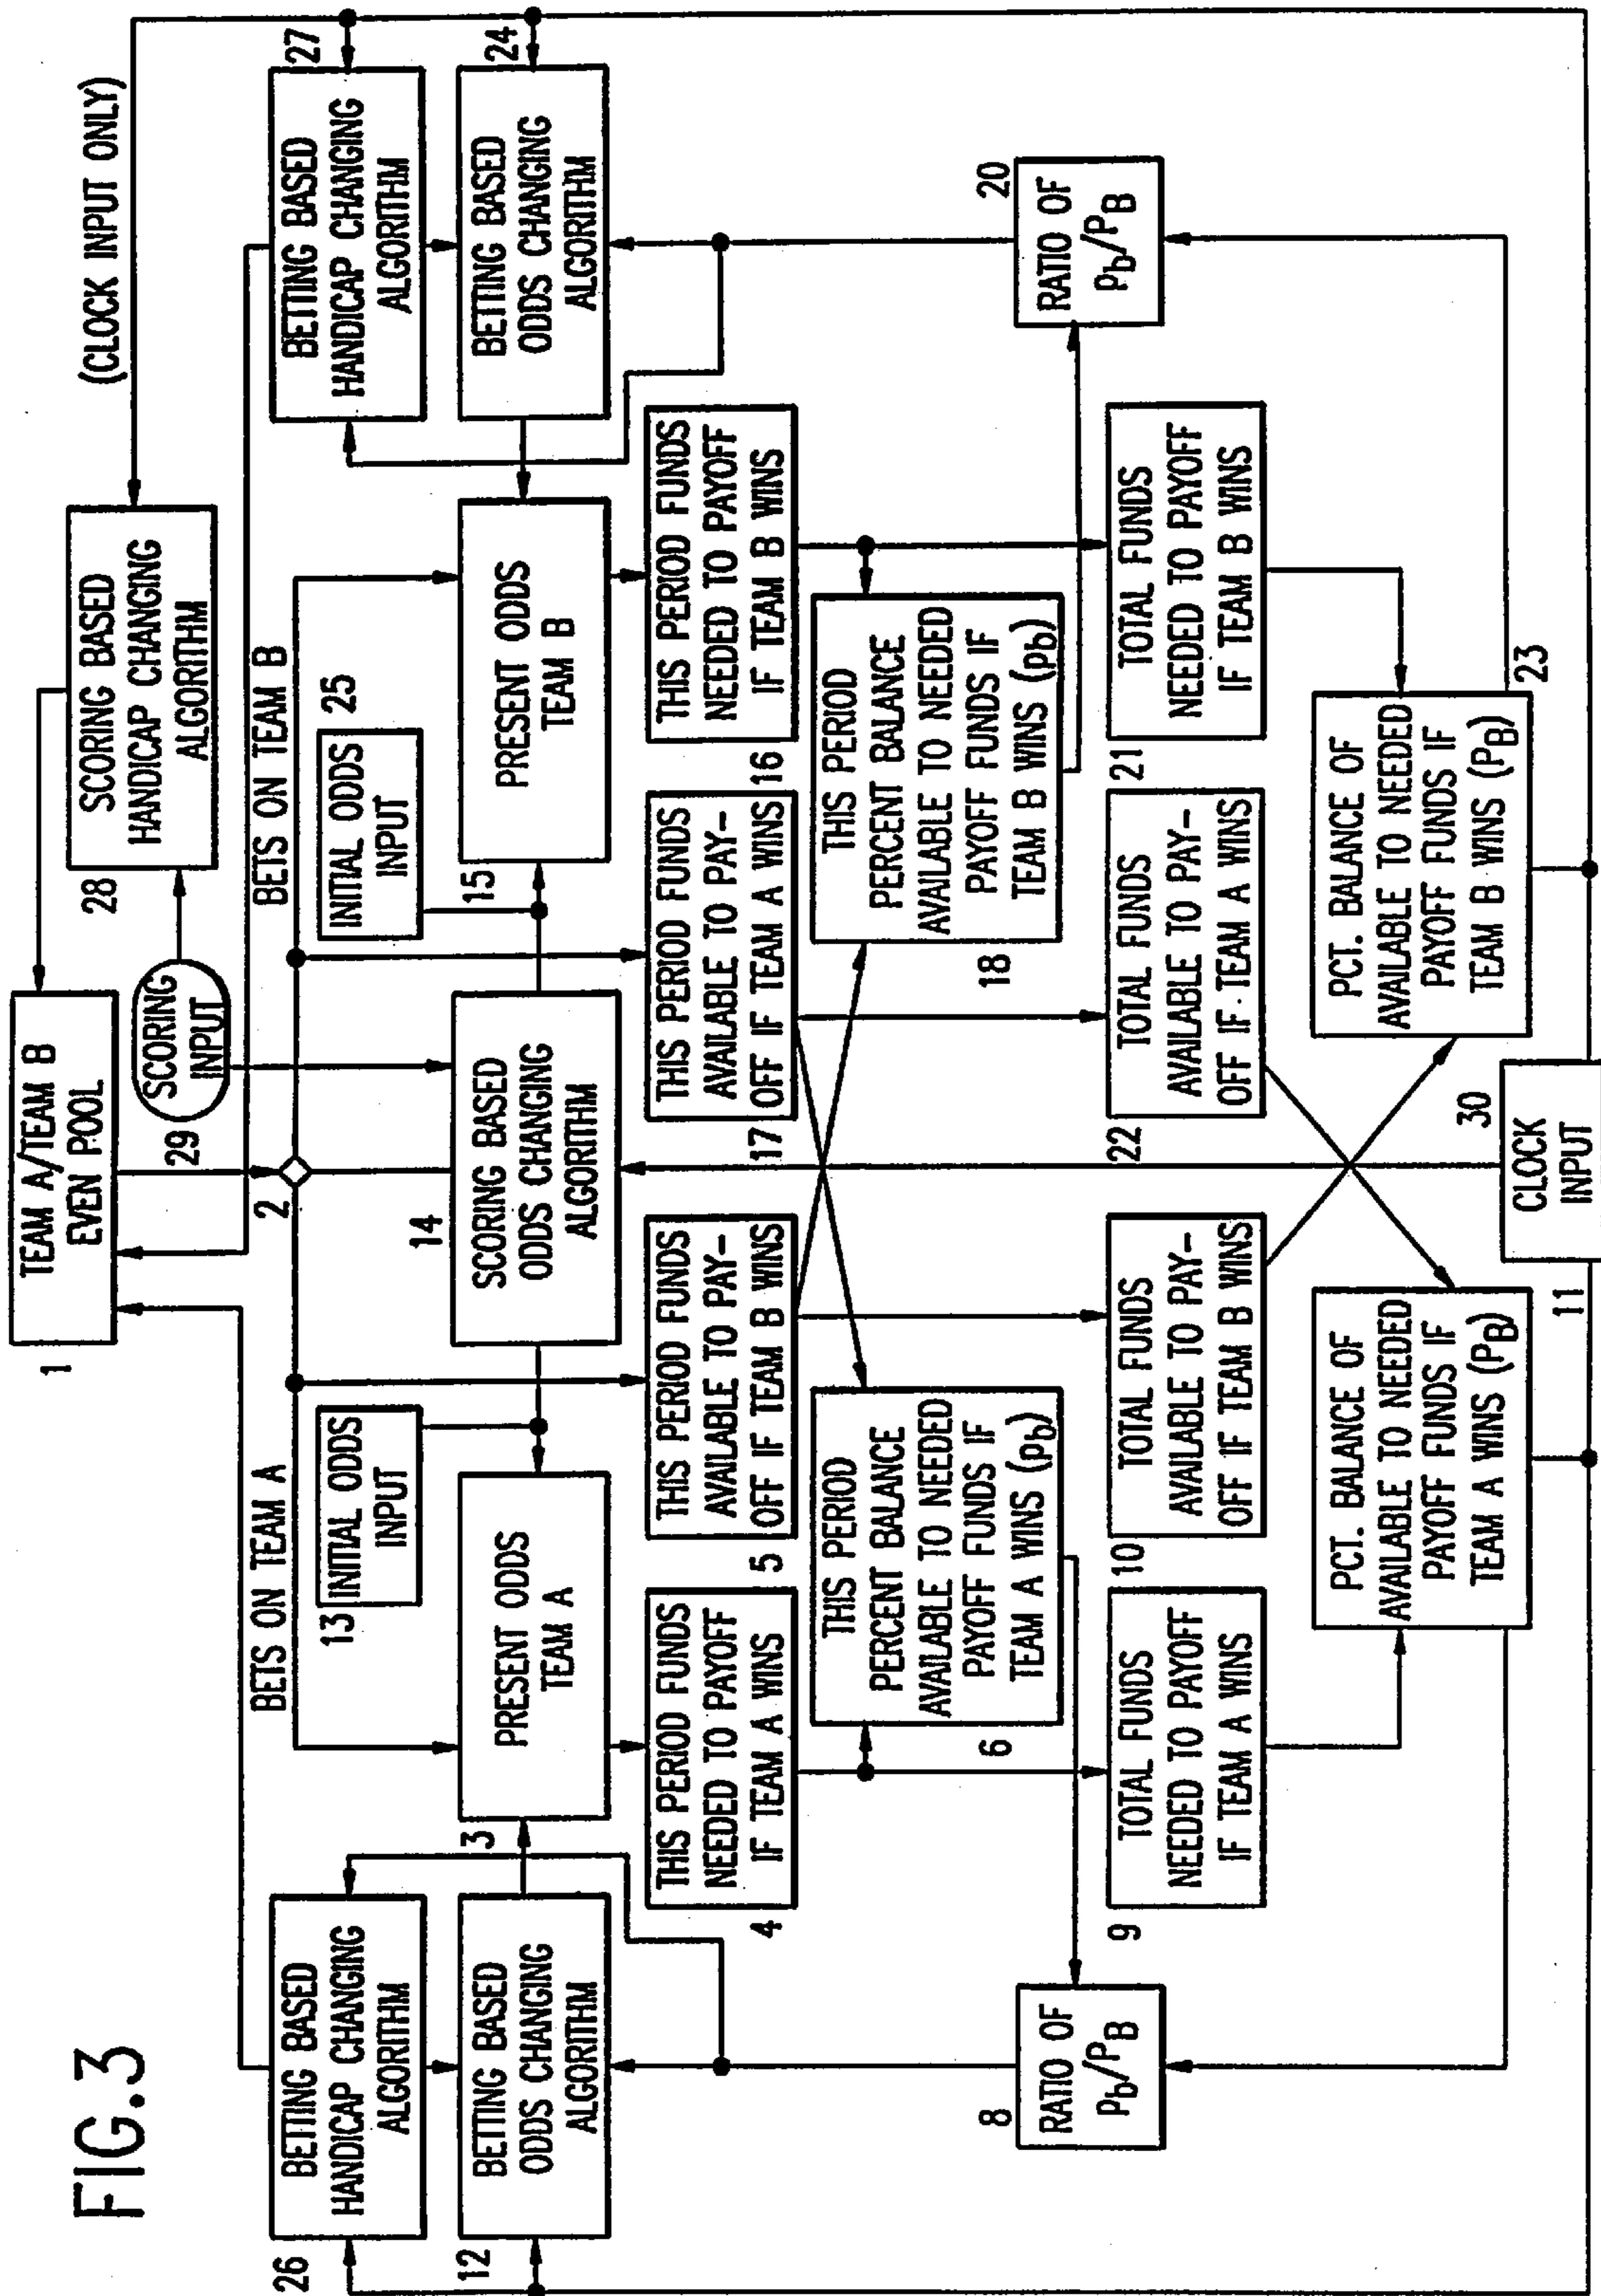 FIG.3
1
TEAM A/TEAM B
EVEN POOL
28
SCORING BASED
HANDICAP CHANGING
ALGORITHM
(CLOCK INPUT ONLY)
29
SCORING
INPUT
26
BETTING BASED
HANDICAP CHANGING
ALGORITHM
BETS ON TEAM A
2
BETS ON TEAM B
BETTING BASED
HANDICAP CHANGING
ALGORITHM
27
13
INITIAL ODDS
INPUT
INITIAL ODDS
INPUT
25
12
BETTING BASED
ODDS CHANGING
ALGORITHM
3
PRESENT ODDS
TEAM A
14
SCORING BASED
ODDS CHANGING
ALGORITHM
15
PRESENT ODDS
TEAM B
BETTING BASED
ODDS CHANGING
ALGORITHM
24
4
THIS PERIOD FUNDS
NEEDED TO PAYOFF
IF TEAM A WINS
5
THIS PERIOD FUNDS
AVAILABLE TO PAY-
OFF IF TEAM B WINS
17
THIS PERIOD FUNDS
AVAILABLE TO PAY-
OFF IF TEAM A WINS
16
THIS PERIOD FUNDS
NEEDED TO PAYOFF
IF TEAM B WINS
6
THIS PERIOD
PERCENT BALANCE
AVAILABLE TO NEEDED
PAYOFF FUNDS IF
TEAM A WINS (Pb)
18
THIS PERIOD
PERCENT BALANCE
AVAILABLE TO NEEDED
PAYOFF FUNDS IF
TEAM B WINS (Pb)
8
RATIO OF
Pb/PB
20
RATIO OF
Pb/PB
9
TOTAL FUNDS
NEEDED TO PAYOFF
IF TEAM A WINS
10
TOTAL FUNDS
AVAILABLE TO PAY-
OFF IF TEAM B WINS
22
TOTAL FUNDS
AVAILABLE TO PAY-
OFF IF TEAM A WINS
21
TOTAL FUNDS
NEEDED TO PAYOFF
IF TEAM B WINS
PCT. BALANCE OF
AVAILABLE TO NEEDED
PAYOFF FUNDS IF
TEAM A WINS (PB)
11
30
CLOCK
INPUT
PCT. BALANCE OF
AVAILABLE TO NEEDED
PAYOFF FUNDS IF
TEAM B WINS (PB)
23